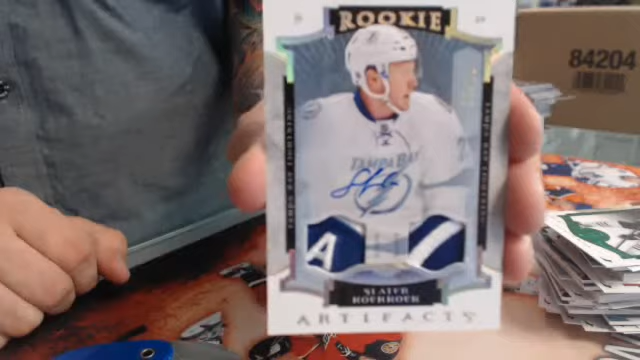 ROOKIE
84204
TAMPA BAY
A
SLATER
KOEKKOEK
ARTIFACTS